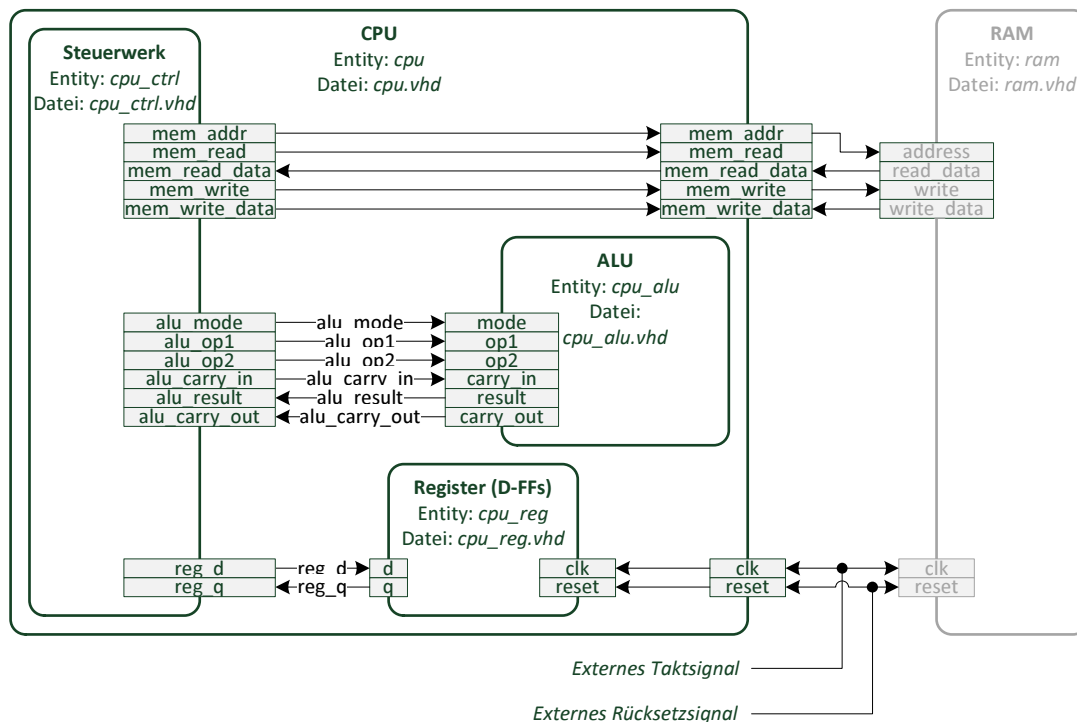 CPU
Entity: cpu
Datei: cpu.vhd
Steuerwerk
Entity: cpu_ctrl
Datei: cpu_ctrl.vhd
RAM
Entity: ram
Datei: ram.vhd
mem_addr
mem_read
mem_read_data
mem_write
mem_write_data
mem_addr
mem_read
mem_read_data
mem_write
mem_write_data
address
read_data
write
write_data
ALU
Entity: cpu_alu
Datei:
cpu_alu.vhd
alu_mode
alu_op1
alu_op2
alu_carry_in
alu_result
alu_carry_out
alu_mode
alu_op1
alu_op2
alu_carry_in
alu_result
alu_carry_out
mode
op1
op2
carry_in
result
carry_out
Register (D-FFs)
Entity: cpu_reg
Datei: cpu_reg.vhd
reg_d
reg_q
reg_d
reg_q
d
q
clk
reset
clk
reset
clk
reset
Externes Taktsignal
Externes Rücksetzsignal